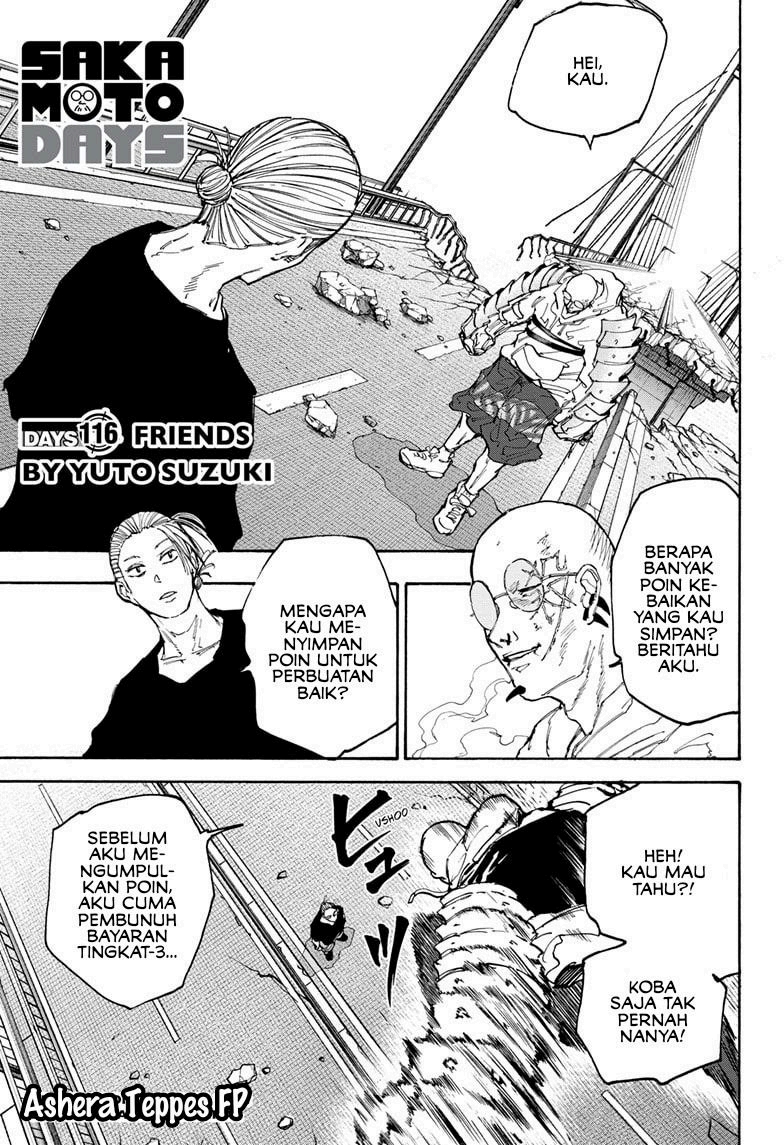 SAKA
MOTO
DAYS
HEI,
KAU.
DAYS 116 FRIENDS
BY YUTO SUZUKI
BERAPA
BANYAK
POIN KE-
BAIKAN
YANG KAU
SIMPAN?
BERITAHU
AKU.
MENGAPA
KAU ME-
NYIMPAN
POIN UNTUK
PERBUATAN
BAIK?
HEH!
KAU MAU
TAHU?!
KOBA
SAJA TAK
PERNAH
NANYA!
ヒュッ
USHOO
SEBELUM
AKU ME-
NGUMPUL-
KAN POIN,
AKU CUMA
PEMBUNUH
BAYARAN
TINGKAT-3...
Ashera Teppes FP